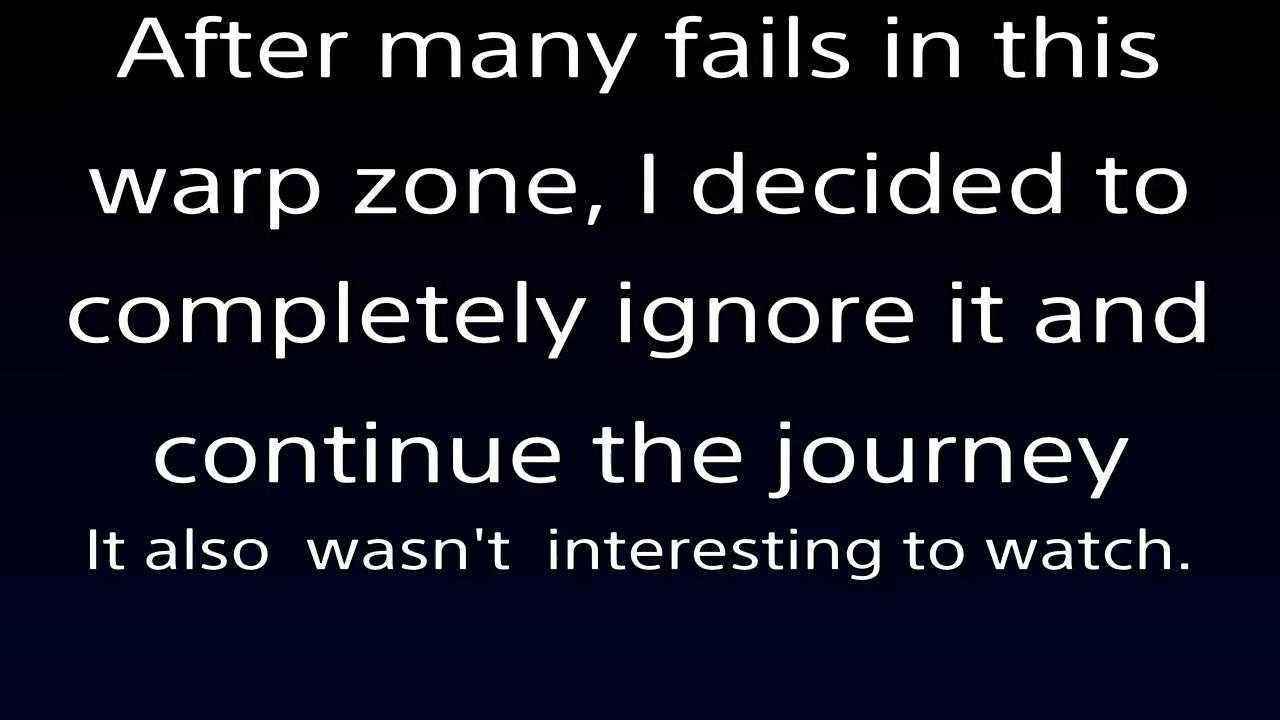 After many fails in this
warp zone, I decided to
completely ignore it and
continue the journey
It also  wasn't  interesting to watch.